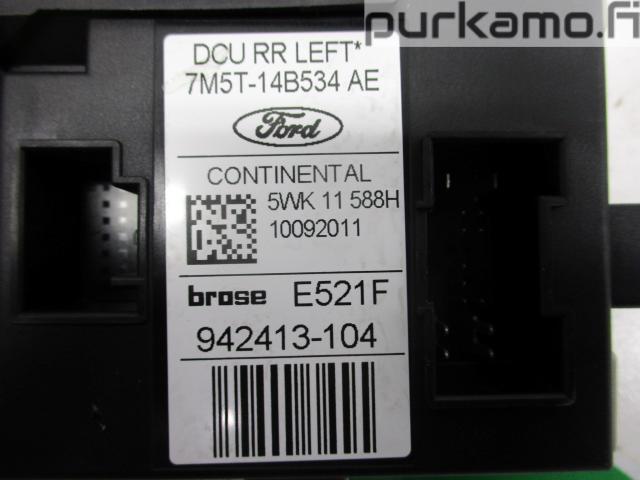 purkamo.fi
DCU RR LEFT*
7M5T-14B534 AE
Ford
CONTINENTAL
5WK 11 588H
10092011
brose E521F
942413-104